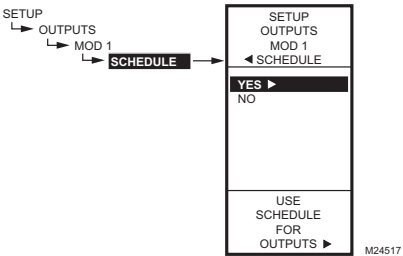 SETUP
OUTPUTS
MOD 1
SCHEDULE
SETUP
OUTPUTS
MOD 1
◄ SCHEDULE
YES ►
NO
USE
SCHEDULE
FOR
OUTPUTS ►
M24517